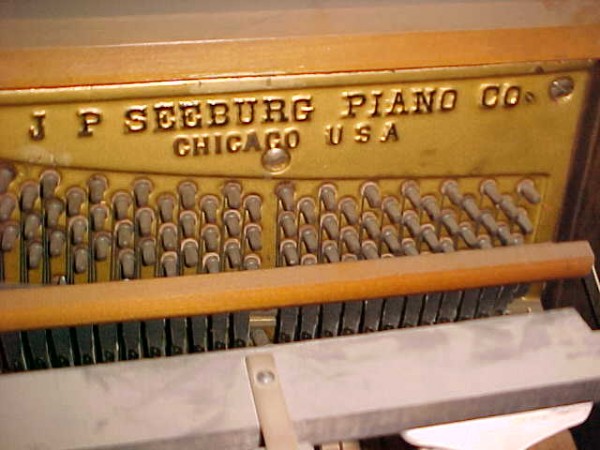 J P SEEBURG PIANO CO.
CHICAGO USA